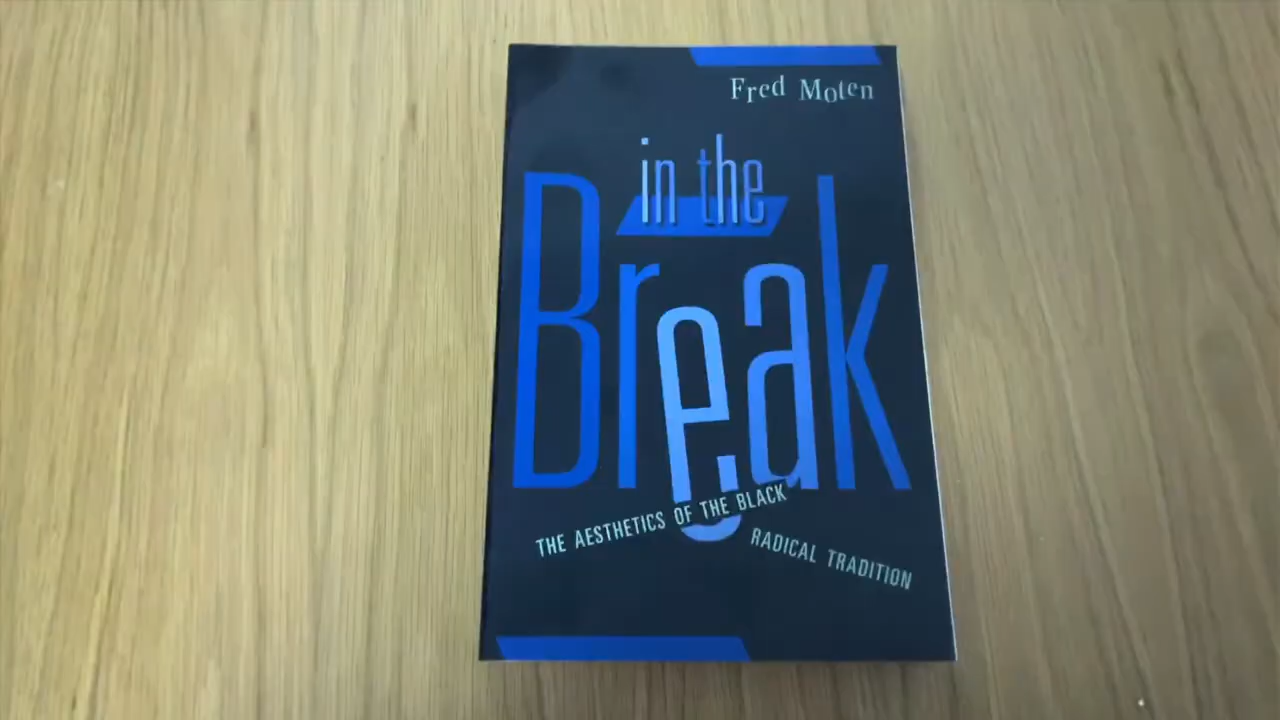 Fred Moten
in the
Break
THE AESTHETICS OF THE BLACK
RADICAL TRADITION